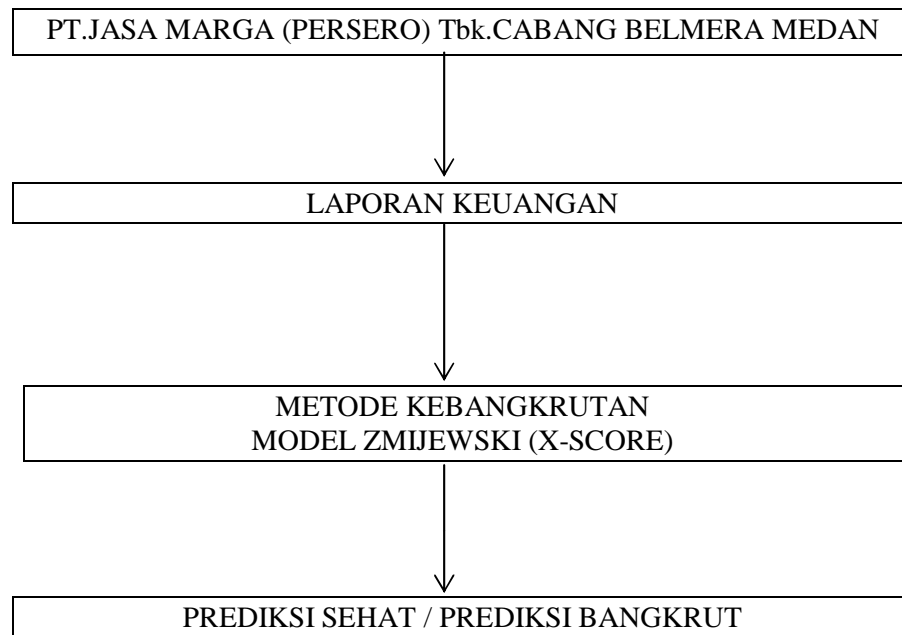 PT.JASA MARGA (PERSERO) Tbk.CABANG BELMERA MEDAN
LAPORAN KEUANGAN
METODE KEBANGKRUTAN
MODEL ZMIJEWSKI (X-SCORE)
PREDIKSI SEHAT / PREDIKSI BANGKRUT